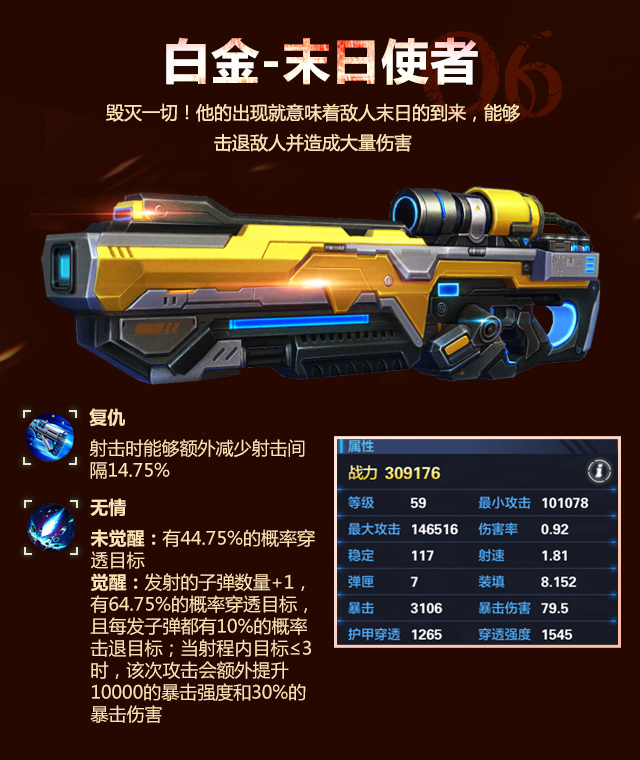 06
白金-末日使者
毁灭一切！他的出现就意味着敌人末日的到来，能够
击退敌人并造成大量伤害
复仇
射击时能够额外减少射击间
隔14.75%
无情
未觉醒：有44.75%的概率穿
透目标
觉醒：发射的子弹数量+1，
有64.75%的概率穿透目标，
且每发子弹都有10%的概率
击退目标；当射程内目标≤3
时，该次攻击会额外提升
10000的暴击强度和30%的
暴击伤害
属性
战力 309176
等级 59 最小攻击 101078
最大攻击 146516 伤害率 0.92
稳定 117 射速 1.81
弹匣 7 装填 8.152
暴击 3106 暴击伤害 79.5
护甲穿透 1265 穿透强度 1545